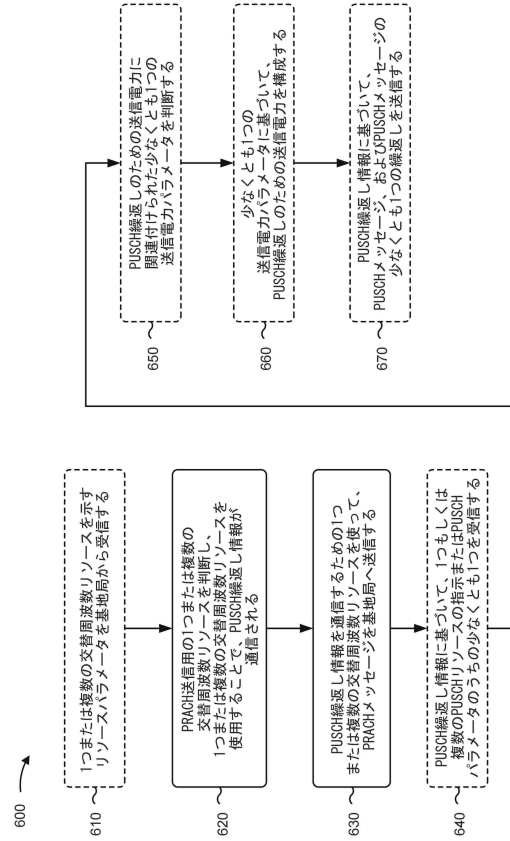 600
610
1つまたは複数の交替周波数リソースを示す
リソースパラメータを基地局から受信する
620
PRACH送信用の1つまたは複数の
交替周波数リソースを判断し、
1つまたは複数の交替周波数リソースを
使用することで、PUSCH繰返し情報が
通信される
630
PUSCH繰返し情報を通信するための1つ
または複数の交替周波数リソースを使って、
PRACHメッセージを基地局へ送信する
640
PUSCH繰返し情報に基づいて、1つもしくは
複数のPUSCHリソースの指示またはPUSCH
パラメータのうちの少なくとも1つを受信する
650
PUSCH繰返しのための送信電力に
関連付けられた少なくとも1つの
送信電力パラメータを判断する
660
少なくとも1つの
送信電力パラメータに基づいて、
PUSCH繰返しのための送信電力を構成する
670
PUSCH繰返し情報に基づいて、
PUSCHメッセージ、およびPUSCHメッセージの
少なくとも1つの繰返しを送信する